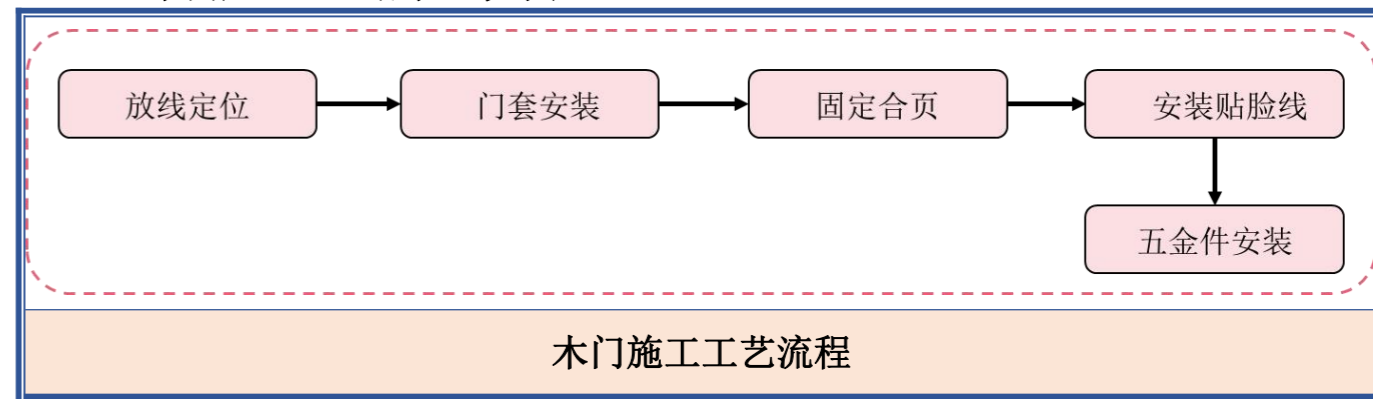 放线定位
门套安装
固定合页
安装贴脸线
五金件安装
木门施工工艺流程